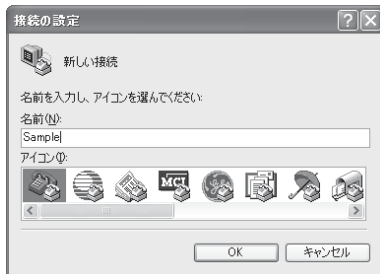 接続の設定
新しい接続
名前を入力し、アイコンを選んでください:
名前(N):
Sample
アイコン(I):
MCI
OK
キャンセル